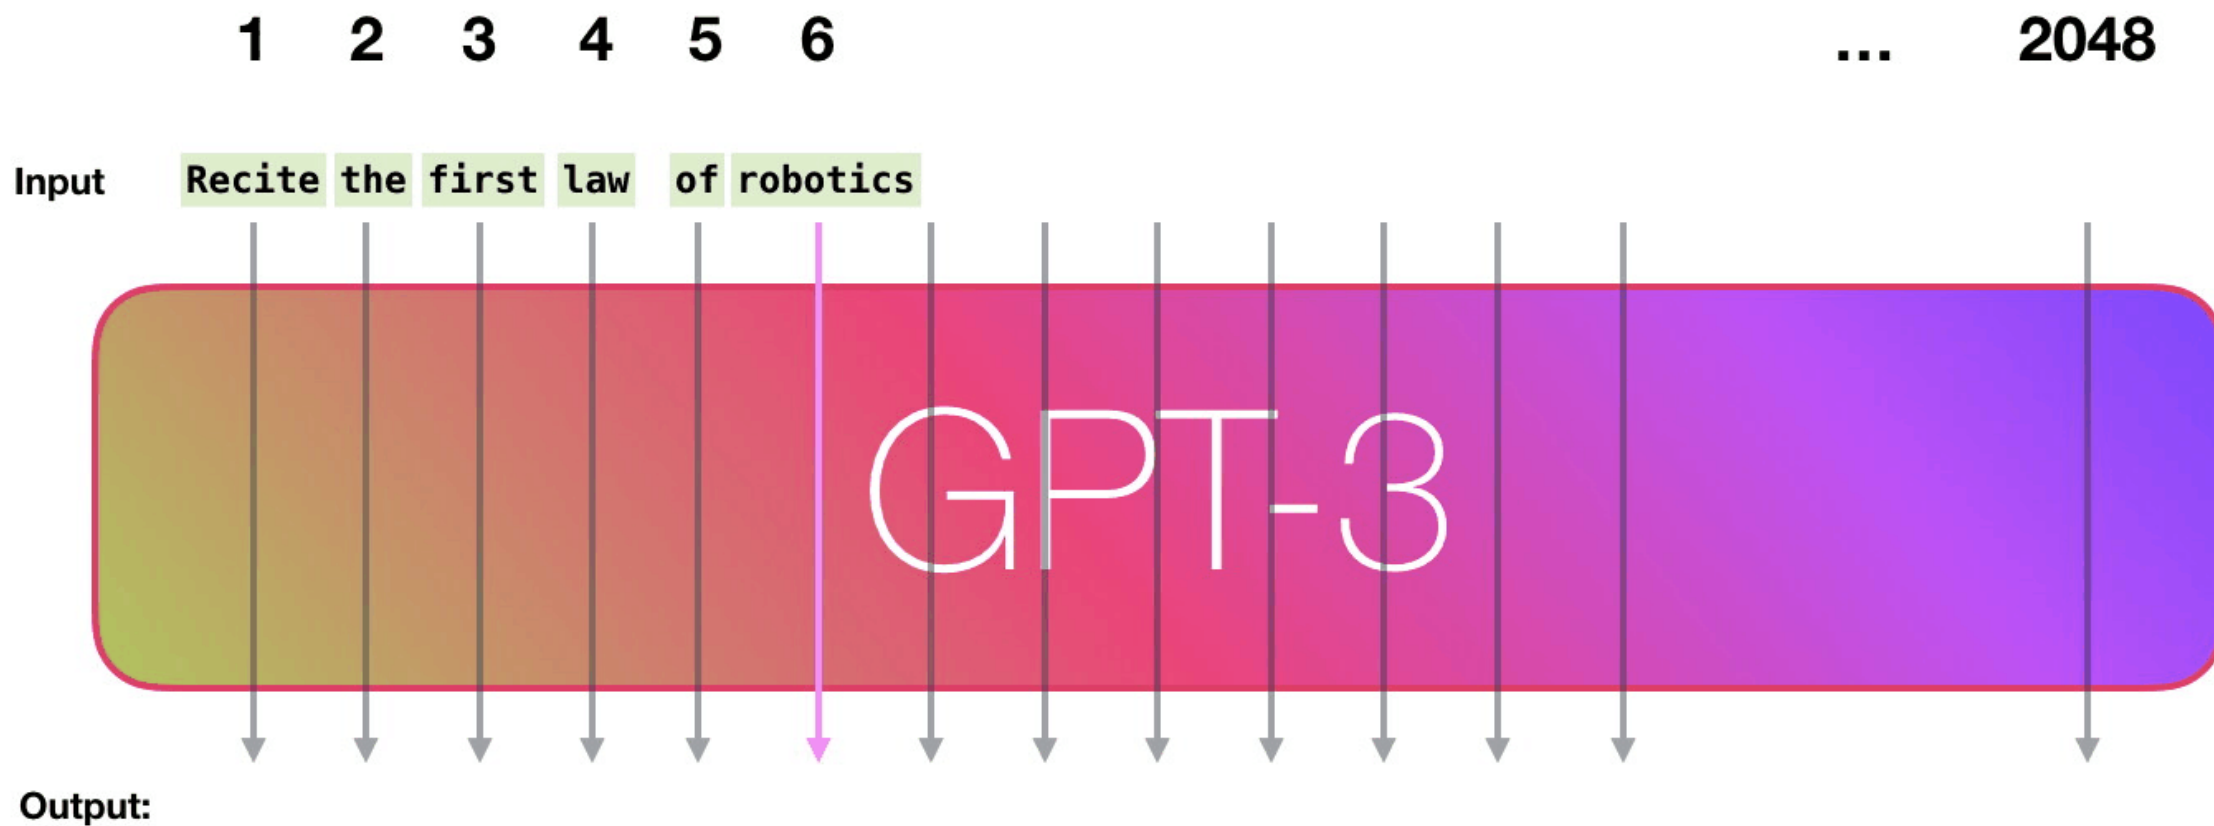 1 2 3 4 5 6 ... 2048
Input Recite the first law of robotics
GPT-3
Output: